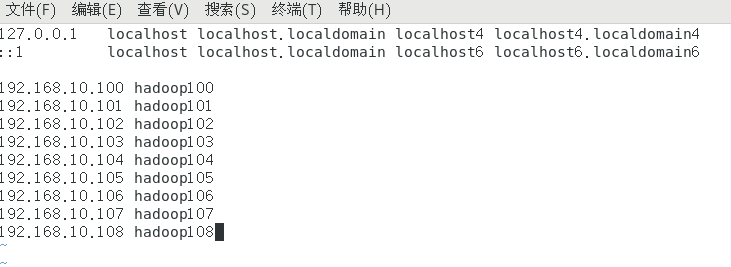 文件(F) 编辑(E) 查看(V) 搜索(S) 终端(T) 帮助(H)
127.0.0.1   localhost localhost.localdomain localhost4 localhost4.localdomain4
::1         localhost localhost.localdomain localhost6 localhost6.localdomain6
192.168.10.100 hadoop100
192.168.10.101 hadoop101
192.168.10.102 hadoop102
192.168.10.103 hadoop103
192.168.10.104 hadoop104
192.168.10.105 hadoop105
192.168.10.106 hadoop106
192.168.10.107 hadoop107
192.168.10.108 hadoop108
~
~